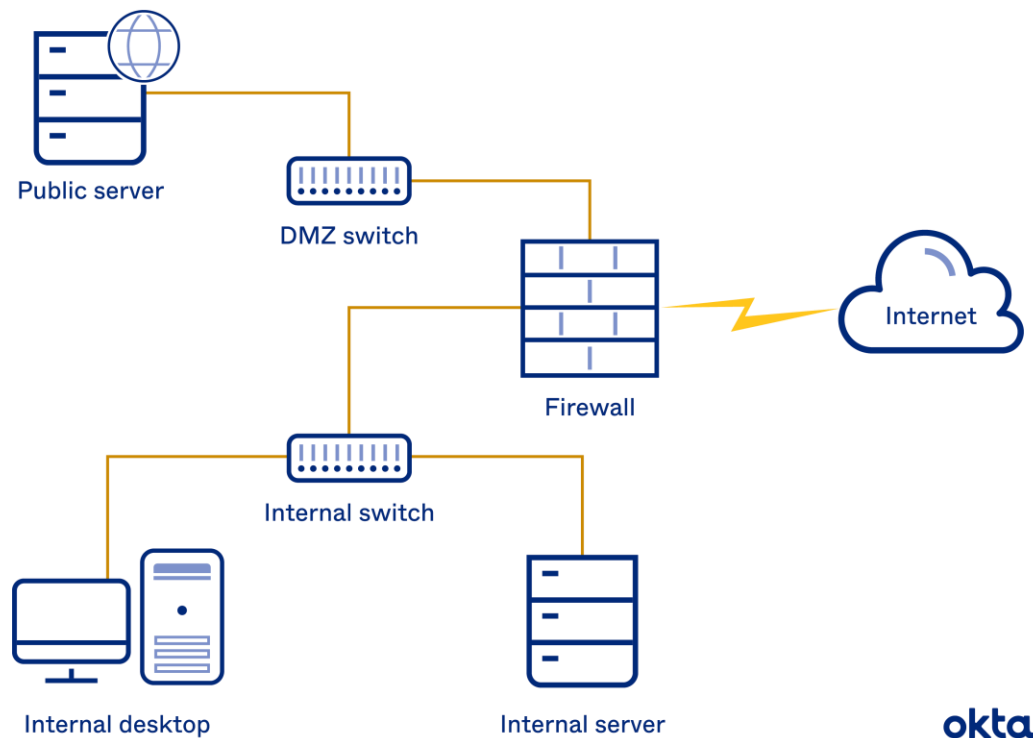 Public server
DMZ switch
Internet
Firewall
Internal switch
Internal desktop
Internal server
okta